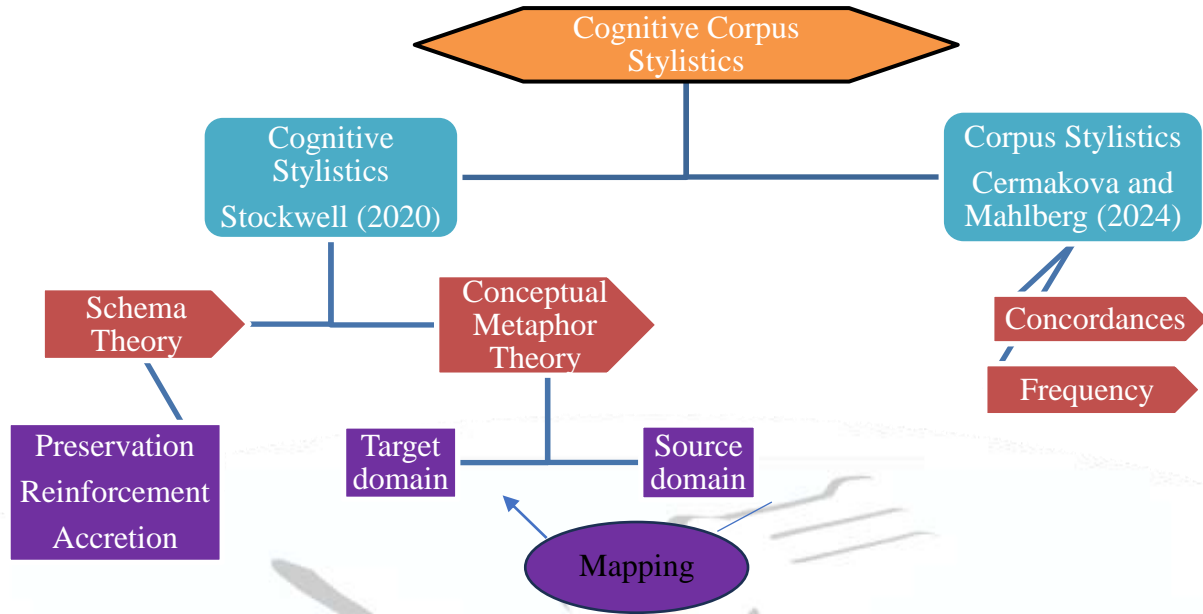 Cognitive Corpus
Stylistics
Cognitive
Stylistics
Stockwell (2020)
Corpus Stylistics
Cermakova and
Mahlberg (2024)
Schema
Theory
Conceptual
Metaphor
Theory
Concordances
Frequency
Preservation
Reinforcement
Accretion
Target
domain
Source
domain
Mapping